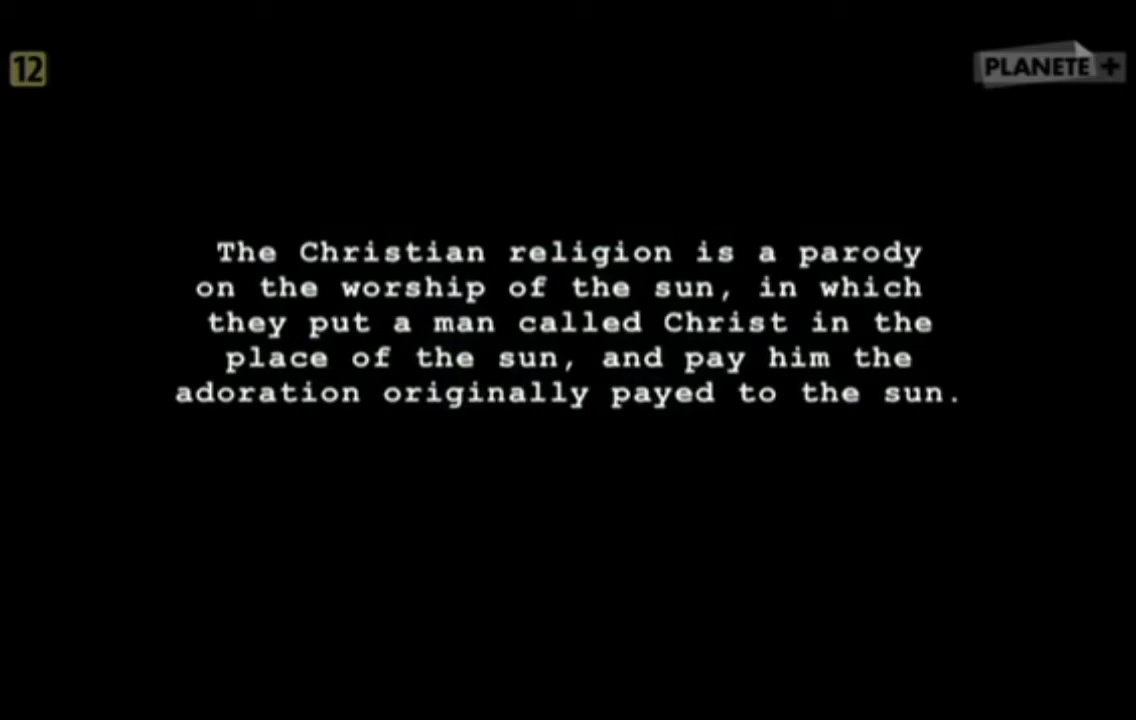 12
PLANETE +
The Christian religion is a parody
on the worship of the sun, in which
they put a man called Christ in the
place of the sun, and pay him the
adoration originally payed to the sun.